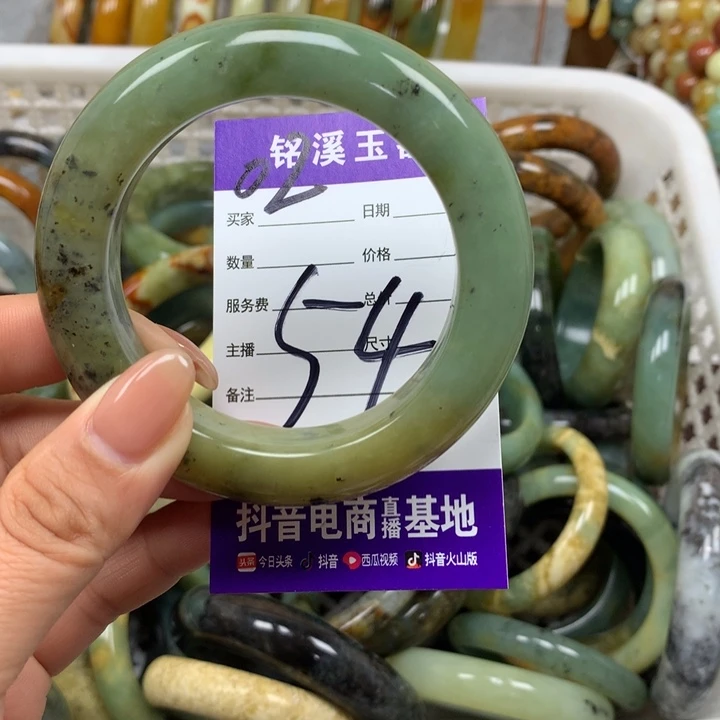 铭溪玉
02
买家 日期
数量 价格
服务费
54
主播 尺寸
备注
抖音电商直播基地
头条 今日头条 抖音 西瓜视频 抖音火山版